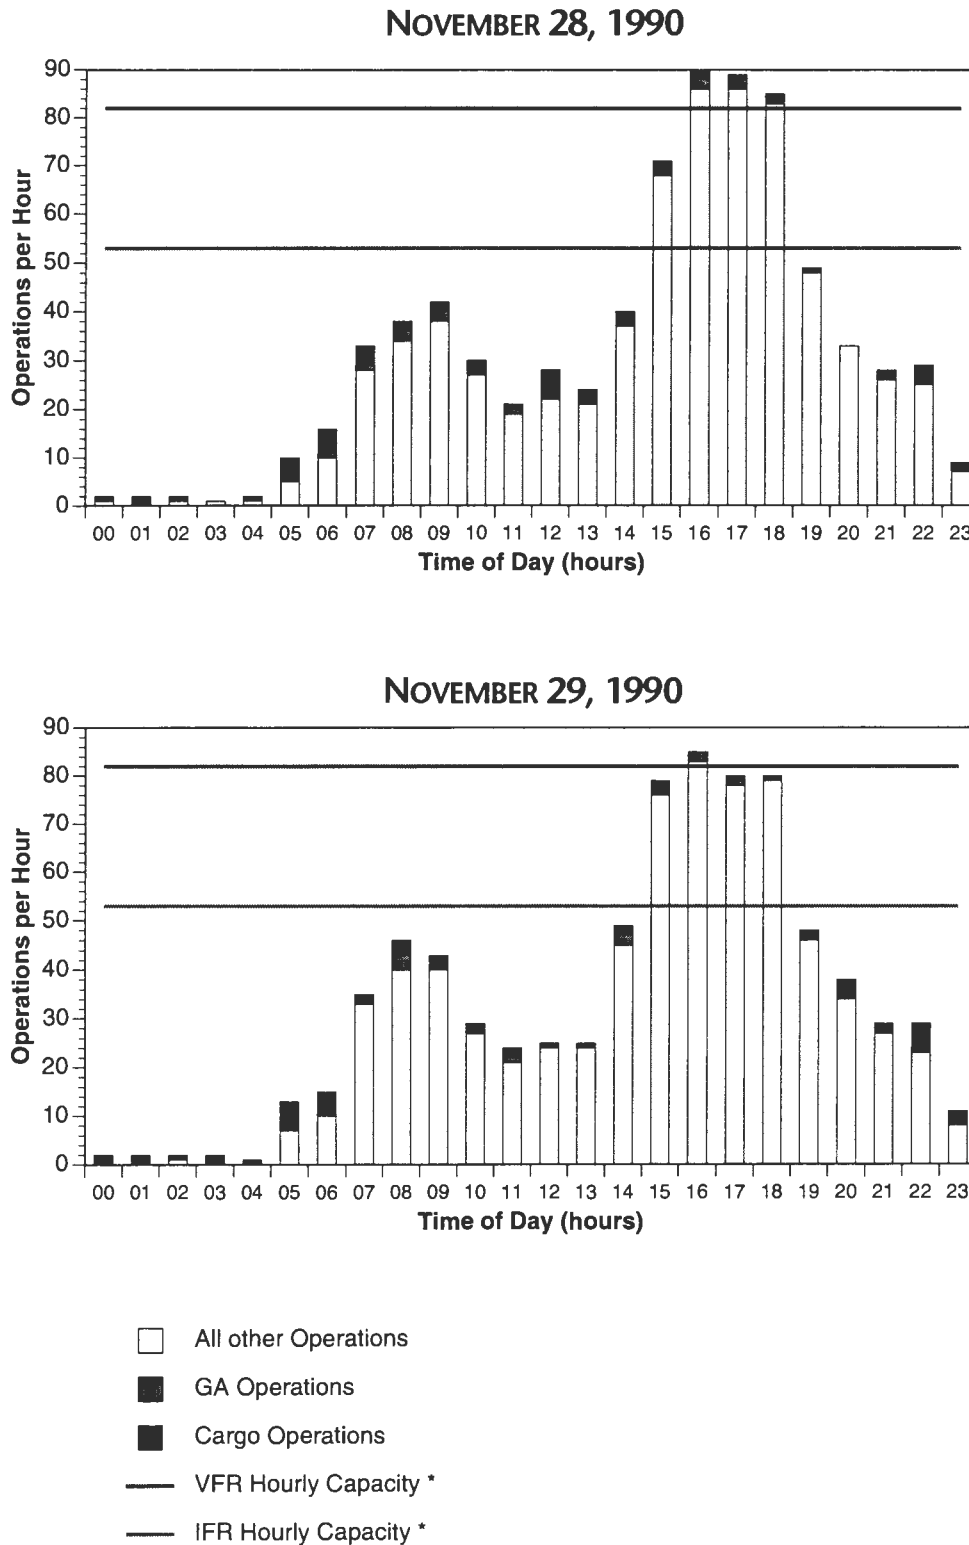 NOVEMBER 28, 1990
90
80
70
60
50
40
30
20
10
0
Operations per Hour
00 01 02 03 04 05 06 07 08 09 10 11 12 13 14 15 16 17 18 19 20 21 22 23
Time of Day (hours)
NOVEMBER 29, 1990
90
80
70
60
50
40
30
20
10
0
Operations per Hour
00 01 02 03 04 05 06 07 08 09 10 11 12 13 14 15 16 17 18 19 20 21 22 23
Time of Day (hours)
All other Operations
GA Operations
Cargo Operations
VFR Hourly Capacity *
IFR Hourly Capacity *